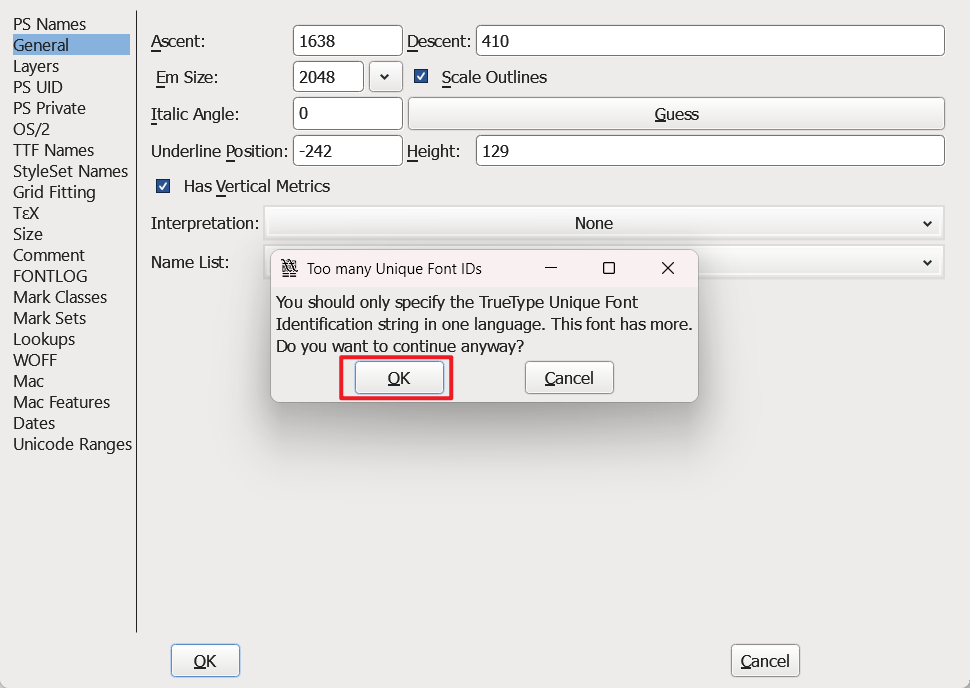 PS Names
General
Layers
PS UID
PS Private
OS/2
TTF Names
StyleSet Names
Grid Fitting
ΤεΧ
Size
Comment
FONTLOG
Mark Classes
Mark Sets
Lookups
WOFF
Mac
Mac Features
Dates
Unicode Ranges
Ascent: 1638 Descent: 410
Em Size: 2048 Scale Outlines
Italic Angle: 0 Guess
Underline Position: -242 Height: 129
Has Vertical Metrics
Interpretation: None
Name List:
Too many Unique Font IDs
You should only specify the TrueType Unique Font
Identification string in one language. This font has more.
Do you want to continue anyway?
OK Cancel
OK Cancel